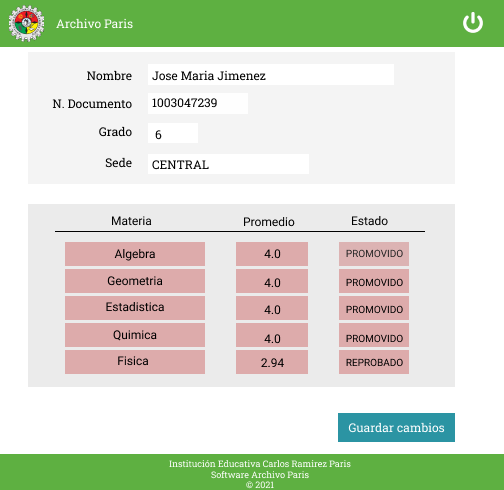 Archivo Paris
Nombre Jose Maria Jimenez
N. Documento 1003047239
Grado 6
Sede CENTRAL
Materia Promedio Estado
Algebra 4.0 PROMOVIDO
Geometria 4.0 PROMOVIDO
Estadistica 4.0 PROMOVIDO
Quimica 4.0 PROMOVIDO
Fisica 2.94 REPROBADO
Guardar cambios
Institución Educativa Carlos Ramirez Paris
Software Archivo Paris
© 2021